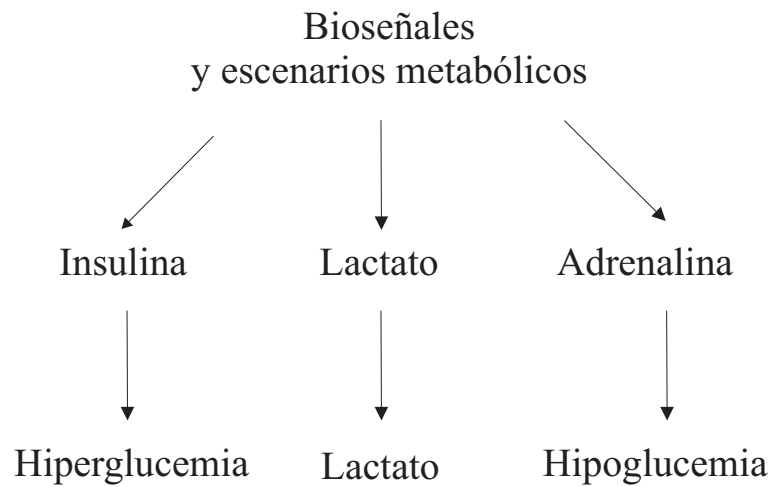 Bioseñales
y escenarios metabólicos
Insulina Lactato Adrenalina
Hiperglucemia Lactato Hipoglucemia